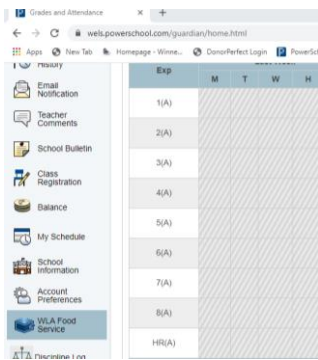 Grades and Attendance
wels.powerschool.com/guardian/home.html
Apps New Tab Homepage - Winne... DonorPerfect Login PowerSch
History
Email
Notification
Teacher
Comments
School Bulletin
Class
Registration
Balance
My Schedule
School
Information
Account
Preferences
WLA Food
Service
Discipline Log
Exp
M T W H
1(A)
2(A)
3(A)
4(A)
5(A)
6(A)
7(A)
8(A)
HR(A)